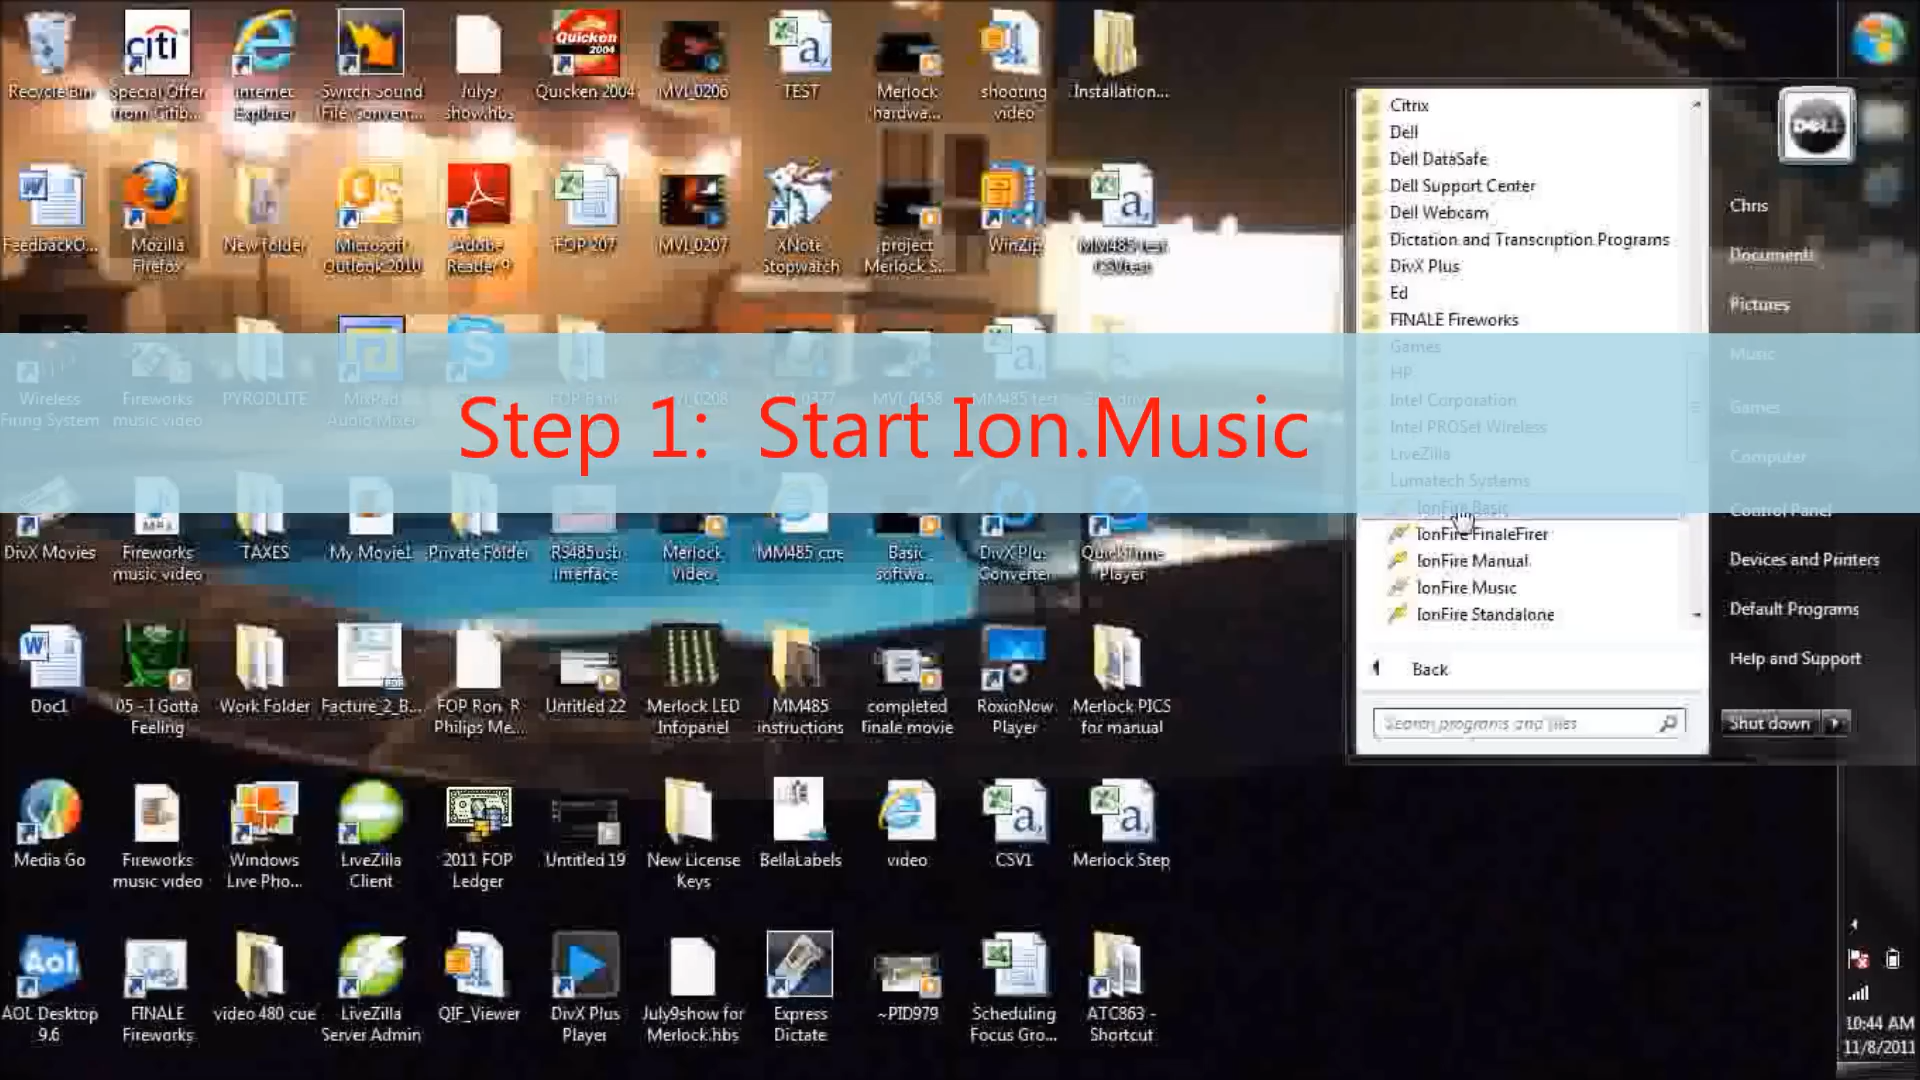 Recycle Bin
Special Offer from Citib...
Internet Explorer
Switch Sound File Convert...
July9 show.hbs
Quicken 2004
MVI_0206
TEST
Merlock hardwa...
shooting video
Installation...
FeedbackO...
Mozilla Firefox
New folder
Microsoft Outlook 2010
Adobe Reader 9
FOP 207
MVI_0207
XNote Stopwatch
project Merlock S...
WinZip
MM485 test CSVtest
Wireless Firing System
Fireworks music video
PYRODLITE
MixPad Audio Mixer
FOP Bank
MVI_0208
MVI_0458
MM485 test
Step 1: Start Ion.Music
DivX Movies
Fireworks music video
TAXES
My Movie1
Private Folder
RS485usb interface
Merlock Video
MM485 cue
Basic softwa...
DivX Plus Converter
QuickTime Player
Doc1
05 - I Gotta Feeling
Work Folder
Facture_2_B...
FOP Ron R Philips Me...
Untitled 22
Merlock LED Infopanel
MM485 instructions
completed finale movie
RoxioNow Player
Merlock PICS for manual
Media Go
Fireworks music video
Windows Live Pho...
LiveZilla Client
2011 FOP Ledger
Untitled 19
New License Keys
BellaLabels
video
CSV1
Merlock Step
AOL Desktop 9.6
FINALE Fireworks
video 480 cue
LiveZilla Server Admin
QIF_Viewer
DivX Plus Player
July9show for Merlock.hbs
Express Dictate
~PID979
Scheduling Focus Gro...
ATC863 - Shortcut
Citrix
Dell
Dell DataSafe
Dell Support Center
Dell Webcam
Dictation and Transcription Programs
DivX Plus
Ed
FINALE Fireworks
Games
HP
Intel Corporation
Intel PROSet Wireless
LiveZilla
Lumatech Systems
IonFire Basic
IonFire FinaleFirer
IonFire Manual
IonFire Music
IonFire Standalone
Back
Search programs and files
Chris
Documents
Pictures
Music
Games
Computer
Control Panel
Devices and Printers
Default Programs
Help and Support
Shut down
10:44 AM
11/8/2011